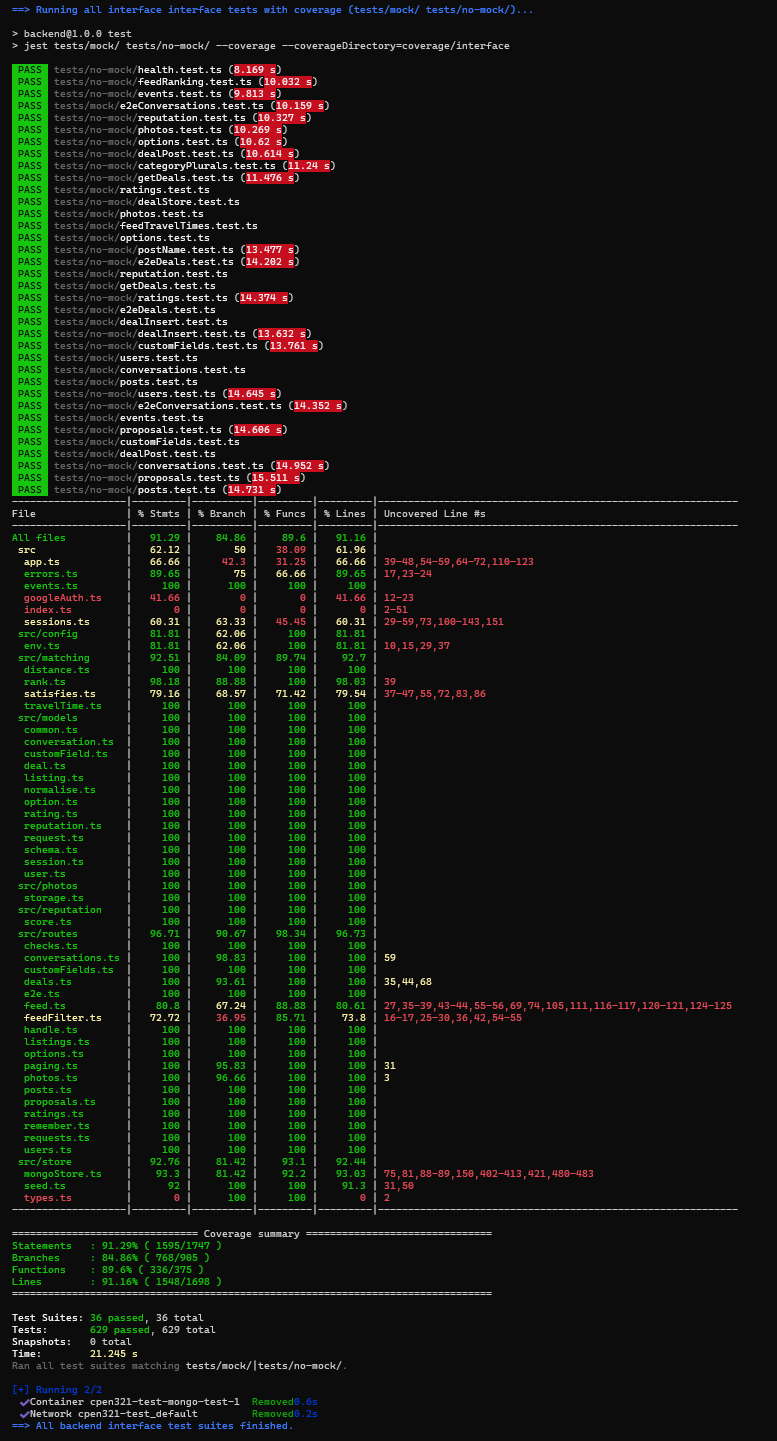 ==> Running all interface interface tests with coverage (tests/mock/ tests/no-mock/)...
> backend@1.0.0 test
> jest tests/mock/ tests/no-mock/ --coverage --coverageDirectory=coverage/interface
PASS tests/no-mock/health.test.ts (8.169 s)
PASS tests/no-mock/feedRanking.test.ts (10.032 s)
PASS tests/no-mock/events.test.ts (9.813 s)
PASS tests/mock/e2eConversations.test.ts (10.159 s)
PASS tests/no-mock/reputation.test.ts (10.327 s)
PASS tests/no-mock/photos.test.ts (10.269 s)
PASS tests/no-mock/options.test.ts (10.62 s)
PASS tests/no-mock/dealPost.test.ts (10.614 s)
PASS tests/no-mock/categoryPlurals.test.ts (11.24 s)
PASS tests/no-mock/getDeals.test.ts (11.476 s)
PASS tests/mock/ratings.test.ts
PASS tests/no-mock/dealStore.test.ts
PASS tests/mock/photos.test.ts
PASS tests/mock/feedTravelTimes.test.ts
PASS tests/mock/options.test.ts
PASS tests/no-mock/postName.test.ts (13.477 s)
PASS tests/no-mock/e2eDeals.test.ts (14.202 s)
PASS tests/mock/reputation.test.ts
PASS tests/mock/getDeals.test.ts
PASS tests/no-mock/ratings.test.ts (14.374 s)
PASS tests/mock/e2eDeals.test.ts
PASS tests/mock/dealInsert.test.ts
PASS tests/no-mock/dealInsert.test.ts (13.632 s)
PASS tests/no-mock/customFields.test.ts (13.761 s)
PASS tests/mock/users.test.ts
PASS tests/mock/conversations.test.ts
PASS tests/mock/posts.test.ts
PASS tests/no-mock/users.test.ts (14.645 s)
PASS tests/no-mock/e2eConversations.test.ts (14.352 s)
PASS tests/mock/events.test.ts
PASS tests/mock/proposals.test.ts (14.606 s)
PASS tests/mock/customFields.test.ts
PASS tests/mock/dealPost.test.ts
PASS tests/no-mock/conversations.test.ts (14.952 s)
PASS tests/no-mock/proposals.test.ts (15.511 s)
PASS tests/no-mock/posts.test.ts (14.731 s)
-------------------|---------|----------|---------|---------|------------------------------------------------------------
File | % Stmts | % Branch | % Funcs | % Lines | Uncovered Line #s
-------------------|---------|----------|---------|---------|------------------------------------------------------------
All files | 91.29 | 84.86 | 89.6 | 91.16 |
src | 62.12 | 50 | 38.09 | 61.96 |
app.ts | 66.66 | 42.3 | 31.25 | 66.66 | 39-48,54-59,64-72,110-123
errors.ts | 89.65 | 75 | 66.66 | 89.65 | 17,23-24
events.ts | 100 | 100 | 100 | 100 |
googleAuth.ts | 41.66 | 0 | 0 | 41.66 | 12-23
index.ts | 0 | 0 | 0 | 0 | 2-51
sessions.ts | 60.31 | 63.33 | 45.45 | 60.31 | 29-59,73,100-143,151
src/config | 81.81 | 62.06 | 100 | 81.81 |
env.ts | 81.81 | 62.06 | 100 | 81.81 | 10,15,29,37
src/matching | 92.51 | 84.09 | 89.74 | 92.7 |
distance.ts | 100 | 100 | 100 | 100 |
rank.ts | 98.18 | 88.88 | 100 | 98.03 | 39
satisfies.ts | 79.16 | 68.57 | 71.42 | 79.54 | 37-47,55,72,83,86
travelTime.ts | 100 | 100 | 100 | 100 |
src/models | 100 | 100 | 100 | 100 |
common.ts | 100 | 100 | 100 | 100 |
conversation.ts | 100 | 100 | 100 | 100 |
customField.ts | 100 | 100 | 100 | 100 |
deal.ts | 100 | 100 | 100 | 100 |
listing.ts | 100 | 100 | 100 | 100 |
normalise.ts | 100 | 100 | 100 | 100 |
option.ts | 100 | 100 | 100 | 100 |
rating.ts | 100 | 100 | 100 | 100 |
reputation.ts | 100 | 100 | 100 | 100 |
request.ts | 100 | 100 | 100 | 100 |
schema.ts | 100 | 100 | 100 | 100 |
session.ts | 100 | 100 | 100 | 100 |
user.ts | 100 | 100 | 100 | 100 |
src/photos | 100 | 100 | 100 | 100 |
storage.ts | 100 | 100 | 100 | 100 |
src/reputation | 100 | 100 | 100 | 100 |
score.ts | 100 | 100 | 100 | 100 |
src/routes | 96.71 | 90.67 | 98.34 | 96.73 |
checks.ts | 100 | 100 | 100 | 100 |
conversations.ts | 100 | 98.83 | 100 | 100 | 59
customFields.ts | 100 | 100 | 100 | 100 |
deals.ts | 100 | 93.61 | 100 | 100 | 35,44,68
e2e.ts | 100 | 100 | 100 | 100 |
feed.ts | 80.8 | 67.24 | 88.88 | 80.61 | 27,35-39,43-44,55-56,69,74,105,111,116-117,120-121,124-125
feedFilter.ts | 72.72 | 36.95 | 85.71 | 73.8 | 16-17,25-30,36,42,54-55
handle.ts | 100 | 100 | 100 | 100 |
listings.ts | 100 | 100 | 100 | 100 |
options.ts | 100 | 100 | 100 | 100 |
paging.ts | 100 | 95.83 | 100 | 100 | 31
photos.ts | 100 | 96.66 | 100 | 100 | 3
posts.ts | 100 | 100 | 100 | 100 |
proposals.ts | 100 | 100 | 100 | 100 |
ratings.ts | 100 | 100 | 100 | 100 |
remember.ts | 100 | 100 | 100 | 100 |
requests.ts | 100 | 100 | 100 | 100 |
users.ts | 100 | 100 | 100 | 100 |
src/store | 92.76 | 81.42 | 93.1 | 92.44 |
mongoStore.ts | 93.3 | 81.42 | 92.2 | 93.03 | 75,81,88-89,150,402-413,421,480-483
seed.ts | 92 | 100 | 100 | 91.3 | 31,50
types.ts | 0 | 100 | 100 | 0 | 2
-------------------|---------|----------|---------|---------|------------------------------------------------------------
=============================== Coverage summary ===============================
Statements : 91.29% ( 1595/1747 )
Branches : 84.86% ( 768/905 )
Functions : 89.6% ( 336/375 )
Lines : 91.16% ( 1548/1698 )
================================================================================
Test Suites: 36 passed, 36 total
Tests: 629 passed, 629 total
Snapshots: 0 total
Time: 21.245 s
Ran all test suites matching tests/mock/|tests/no-mock/.
[+] Running 2/2
✔Container cpen321-test-mongo-test-1 Removed0.6s
✔Network cpen321-test_default Removed0.2s
==> All backend interface test suites finished.